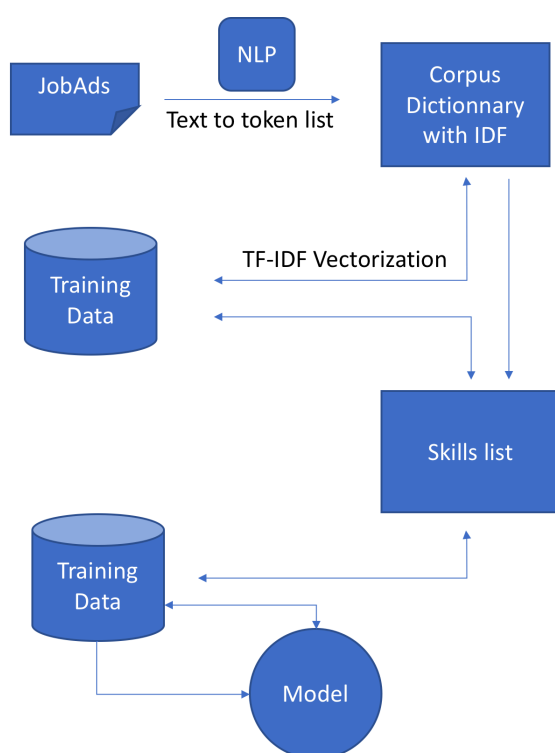 NLP
JobAds
Text to token list
Corpus
Dictionnary
with IDF
TF-IDF Vectorization
Training
Data
Skills list
Training
Data
Model